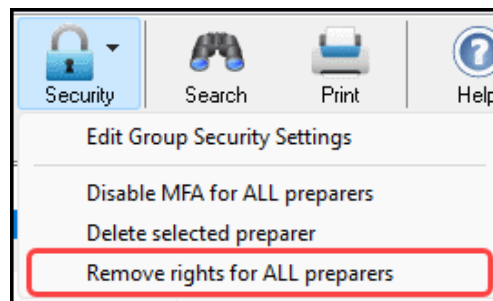 Security Search Print Help
Edit Group Security Settings
Disable MFA for ALL preparers
Delete selected preparer
Remove rights for ALL preparers